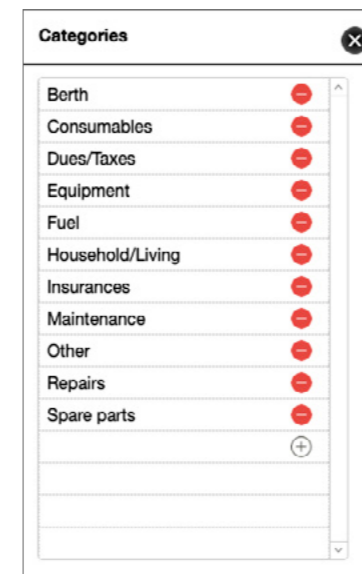 Categories
Berth
Consumables
Dues/Taxes
Equipment
Fuel
Household/Living
Insurances
Maintenance
Other
Repairs
Spare parts